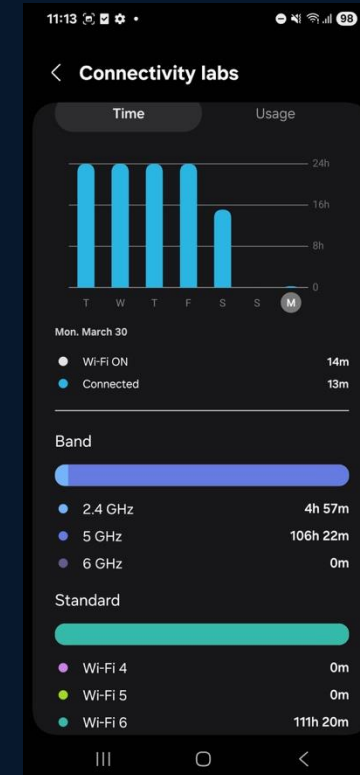 11:13
98
Connectivity labs
Time Usage
24h
16h
8h
0
T W T F S S M
Mon. March 30
Wi-Fi ON 14m
Connected 13m
Band
2.4 GHz 4h 57m
5 GHz 106h 22m
6 GHz 0m
Standard
Wi-Fi 4 0m
Wi-Fi 5 0m
Wi-Fi 6 111h 20m